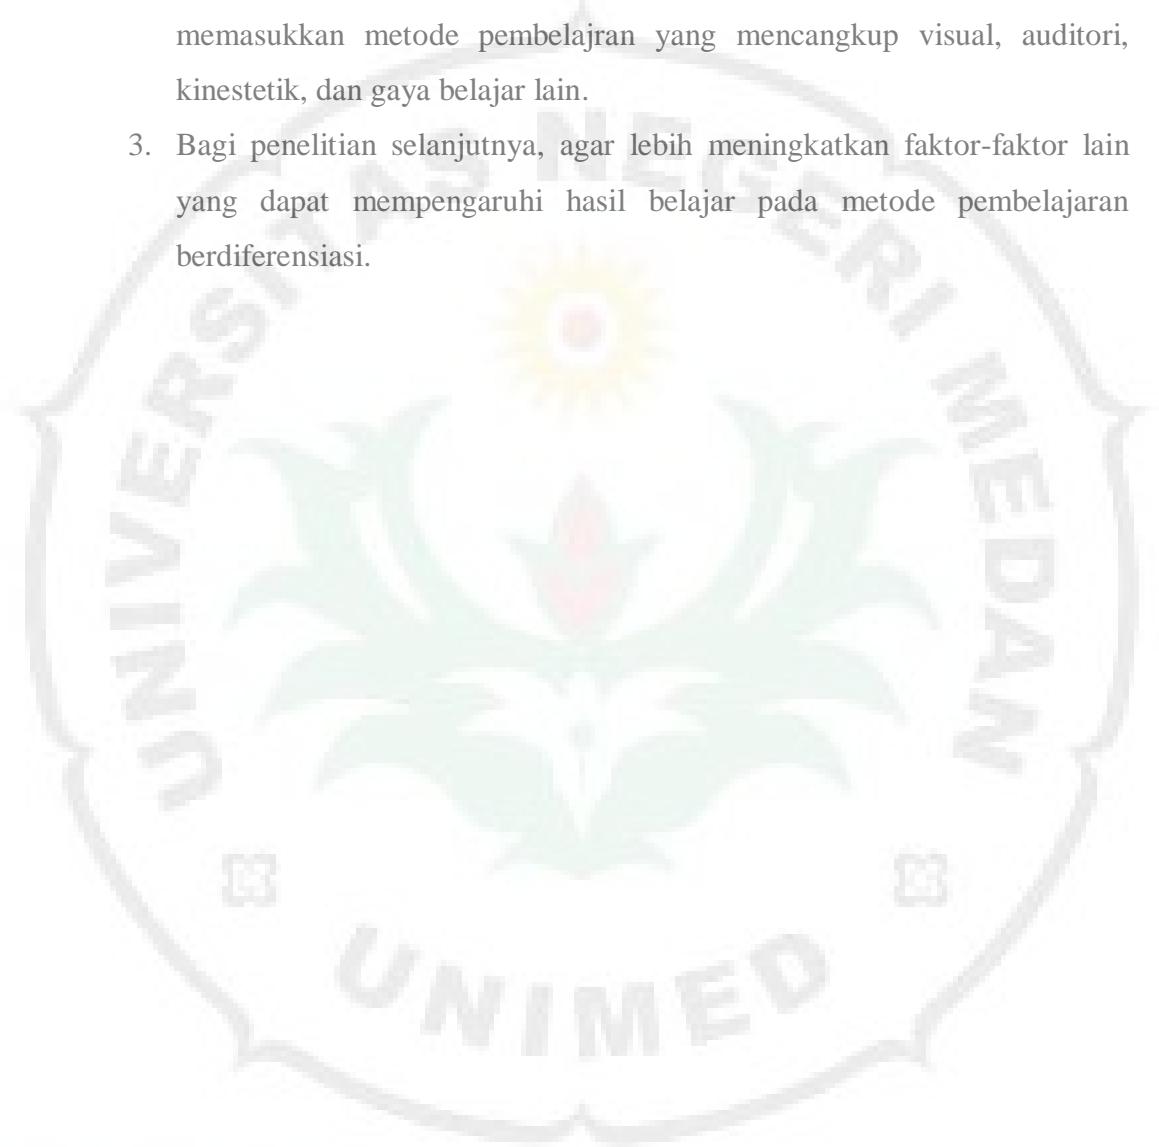 memasukkan metode pembelajran yang mencangkup visual, auditori,
kinestetik, dan gaya belajar lain.
3. Bagi penelitian selanjutnya, agar lebih meningkatkan faktor-faktor lain
yang dapat mempengaruhi hasil belajar pada metode pembelajaran
berdiferensiasi.
UNIVERSITAS NEGERI MEDAN
UNIMED